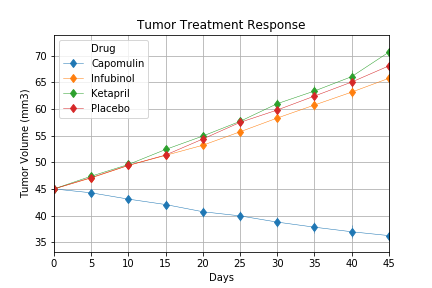 Tumor Treatment Response
Tumor Volume (mm3)
70
65
60
55
50
45
40
35
Drug
Capomulin
Infubinol
Ketapril
Placebo
0 5 10 15 20 25 30 35 40 45
Days